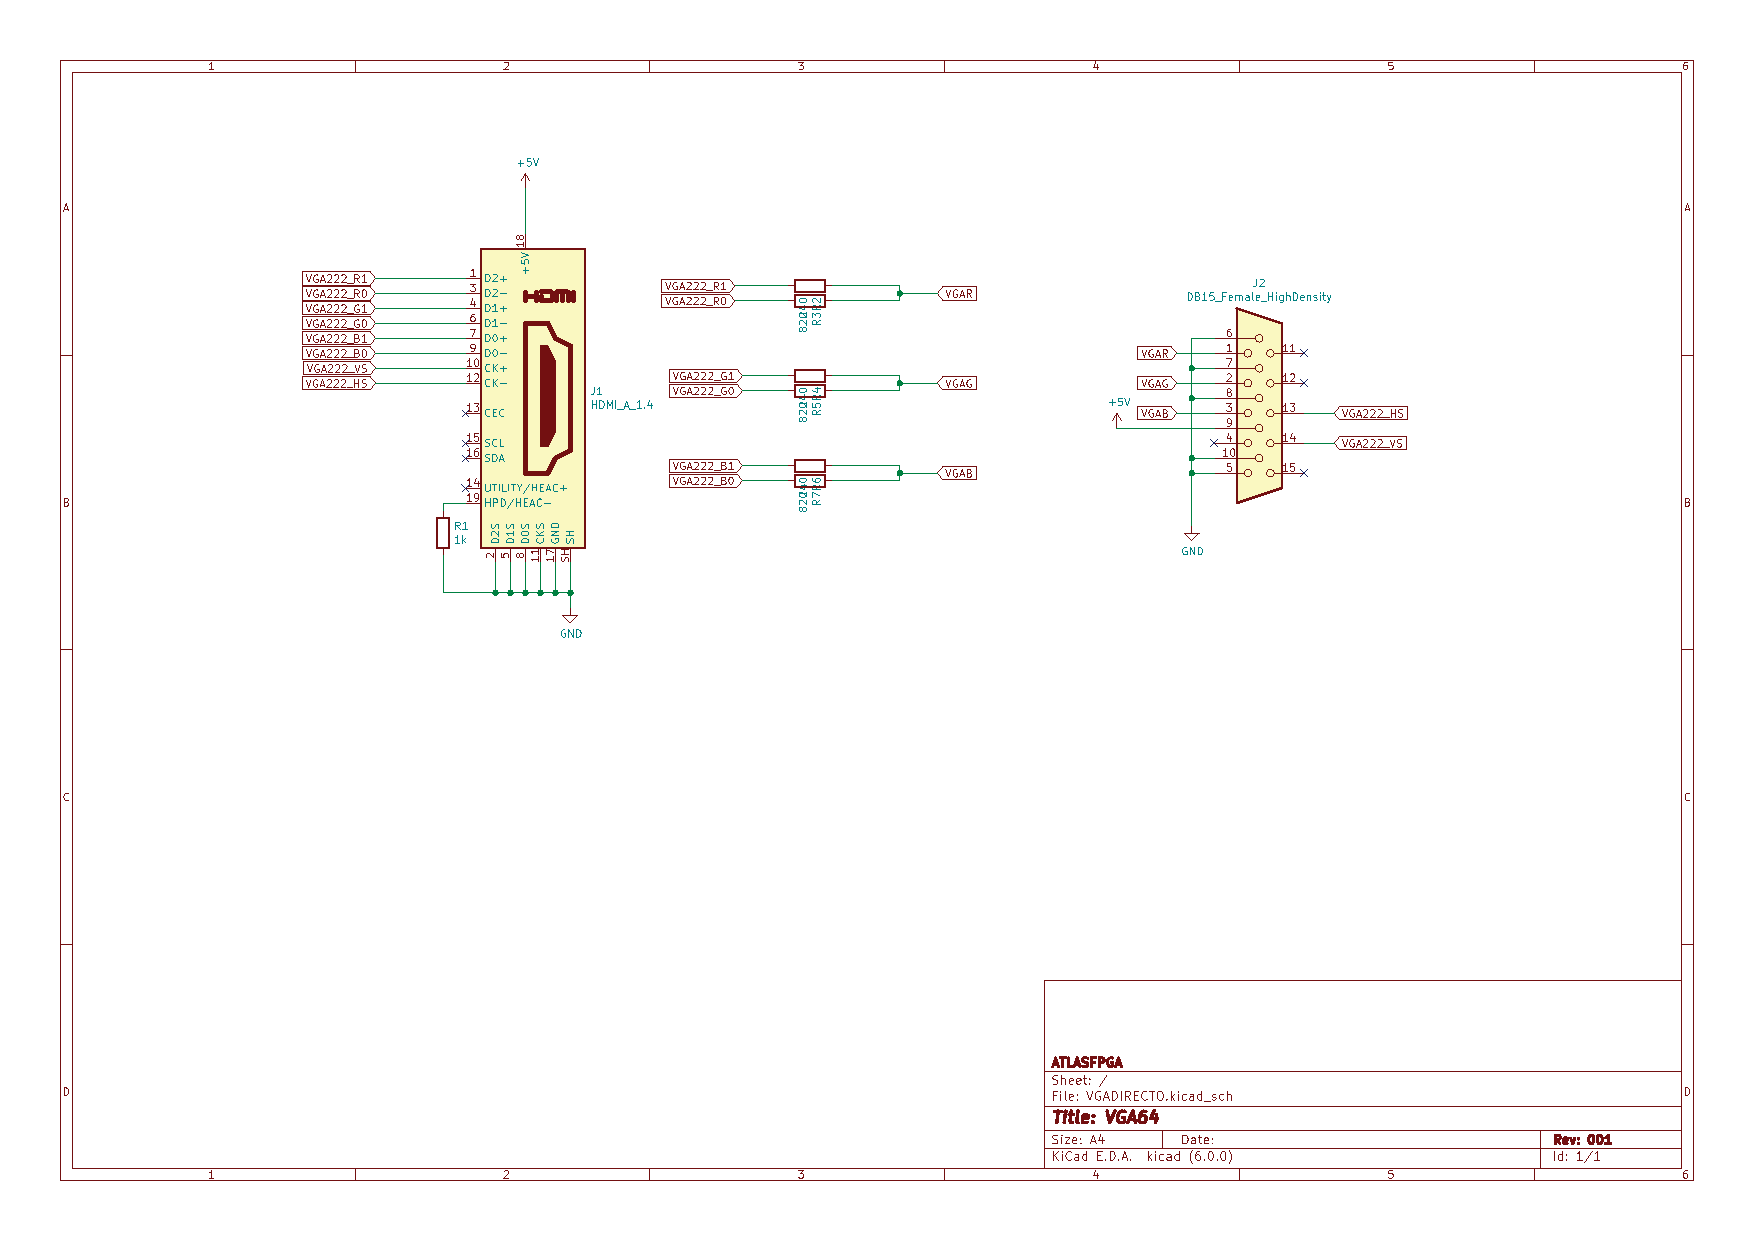 1 2 3 4 5 6
A A
B B
C C
D D
+5V
18
+5V
HDMI
VGA222_R1 1 D2+
VGA222_R0 3 D2-
VGA222_G1 4 D1+
VGA222_G0 6 D1-
VGA222_B1 7 D0+
VGA222_B0 9 D0-
VGA222_VS 10 CK+
VGA222_HS 12 CK-
13 CEC
15 SCL
16 SDA
14 UTILITY/HEAC+
19 HPD/HEAC-
J1
HDMI_A_1.4
R1
1k
D2S D1S D0S CKS GND SH
2 5 8 11 17 SH
GND
VGA222_R1
VGA222_R0
R3 R2
VGAR
VGA222_G1
VGA222_G0
R5 R4
VGAG
VGA222_B1
VGA222_B0
R7 R6
VGAB
J2
DB15_Female_HighDensity
6
VGAR 1 11
7
VGAG 2 12
8
+5V
VGAB 3 13 VGA222_HS
9
4 14 VGA222_VS
10
5 15
GND
ATLASFPGA
Sheet: /
File: VGADIRECTO.kicad_sch
Title: VGA64
Size: A4 Date: Rev: 001
KiCad E.D.A. kicad (6.0.0) Id: 1/1
1 2 3 4 5 6